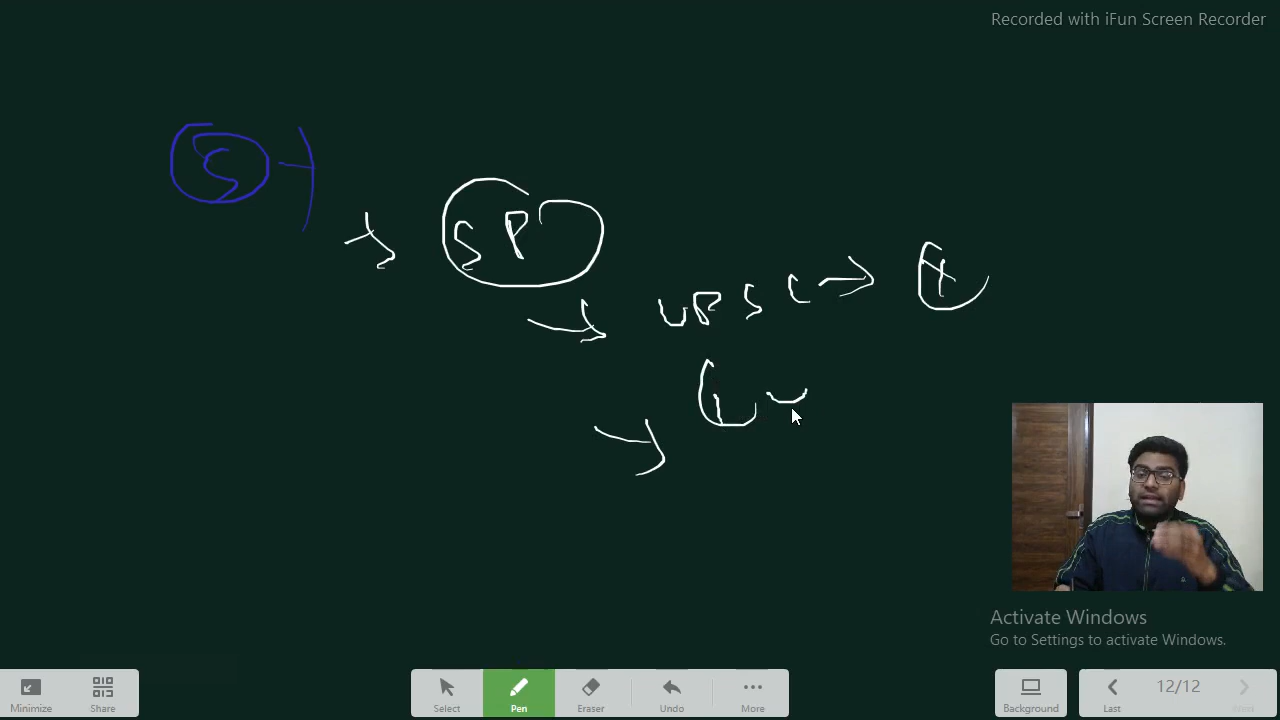 Recorded with iFun Screen Recorder
S
SP
UPSC
Activate Windows
Go to Settings to activate Windows.
Minimize
Share
Select
Pen
Eraser
Undo
More
Background
Last
12/12
Next